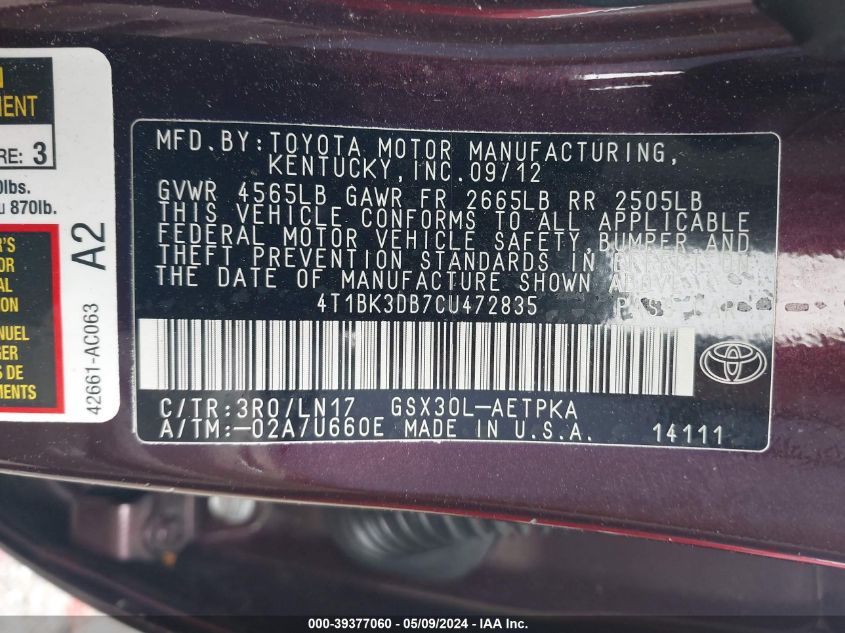 MENT
RE: 3
0lbs.
870lb.
A2
42661-AC063
MFD. BY: TOYOTA MOTOR MANUFACTURING,
KENTUCKY, INC. 09/12
GVWR 4565LB GAWR FR 2665LB RR 2505LB
THIS VEHICLE CONFORMS TO ALL APPLICABLE
FEDERAL MOTOR VEHICLE SAFETY, BUMPER, AND
THEFT PREVENTION STANDARDS IN
THE DATE OF MANUFACTURE SHOWN
4T1BK3DB7CU472835
C/TR:3R0/LN17 GSX30L-AETPKA
A/TM:-02A/U660E MADE IN U.S.A. 14111
000-39377060 - 05/09/2024 - © IAA, Inc.